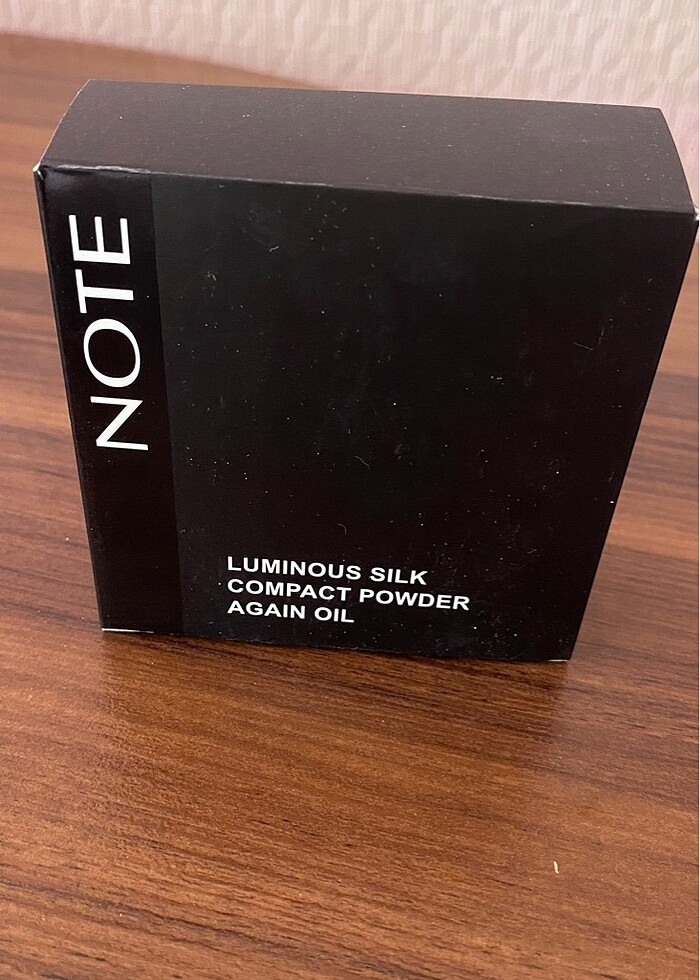 NOTE
LUMINOUS SILK
COMPACT POWDER
AGAIN OIL